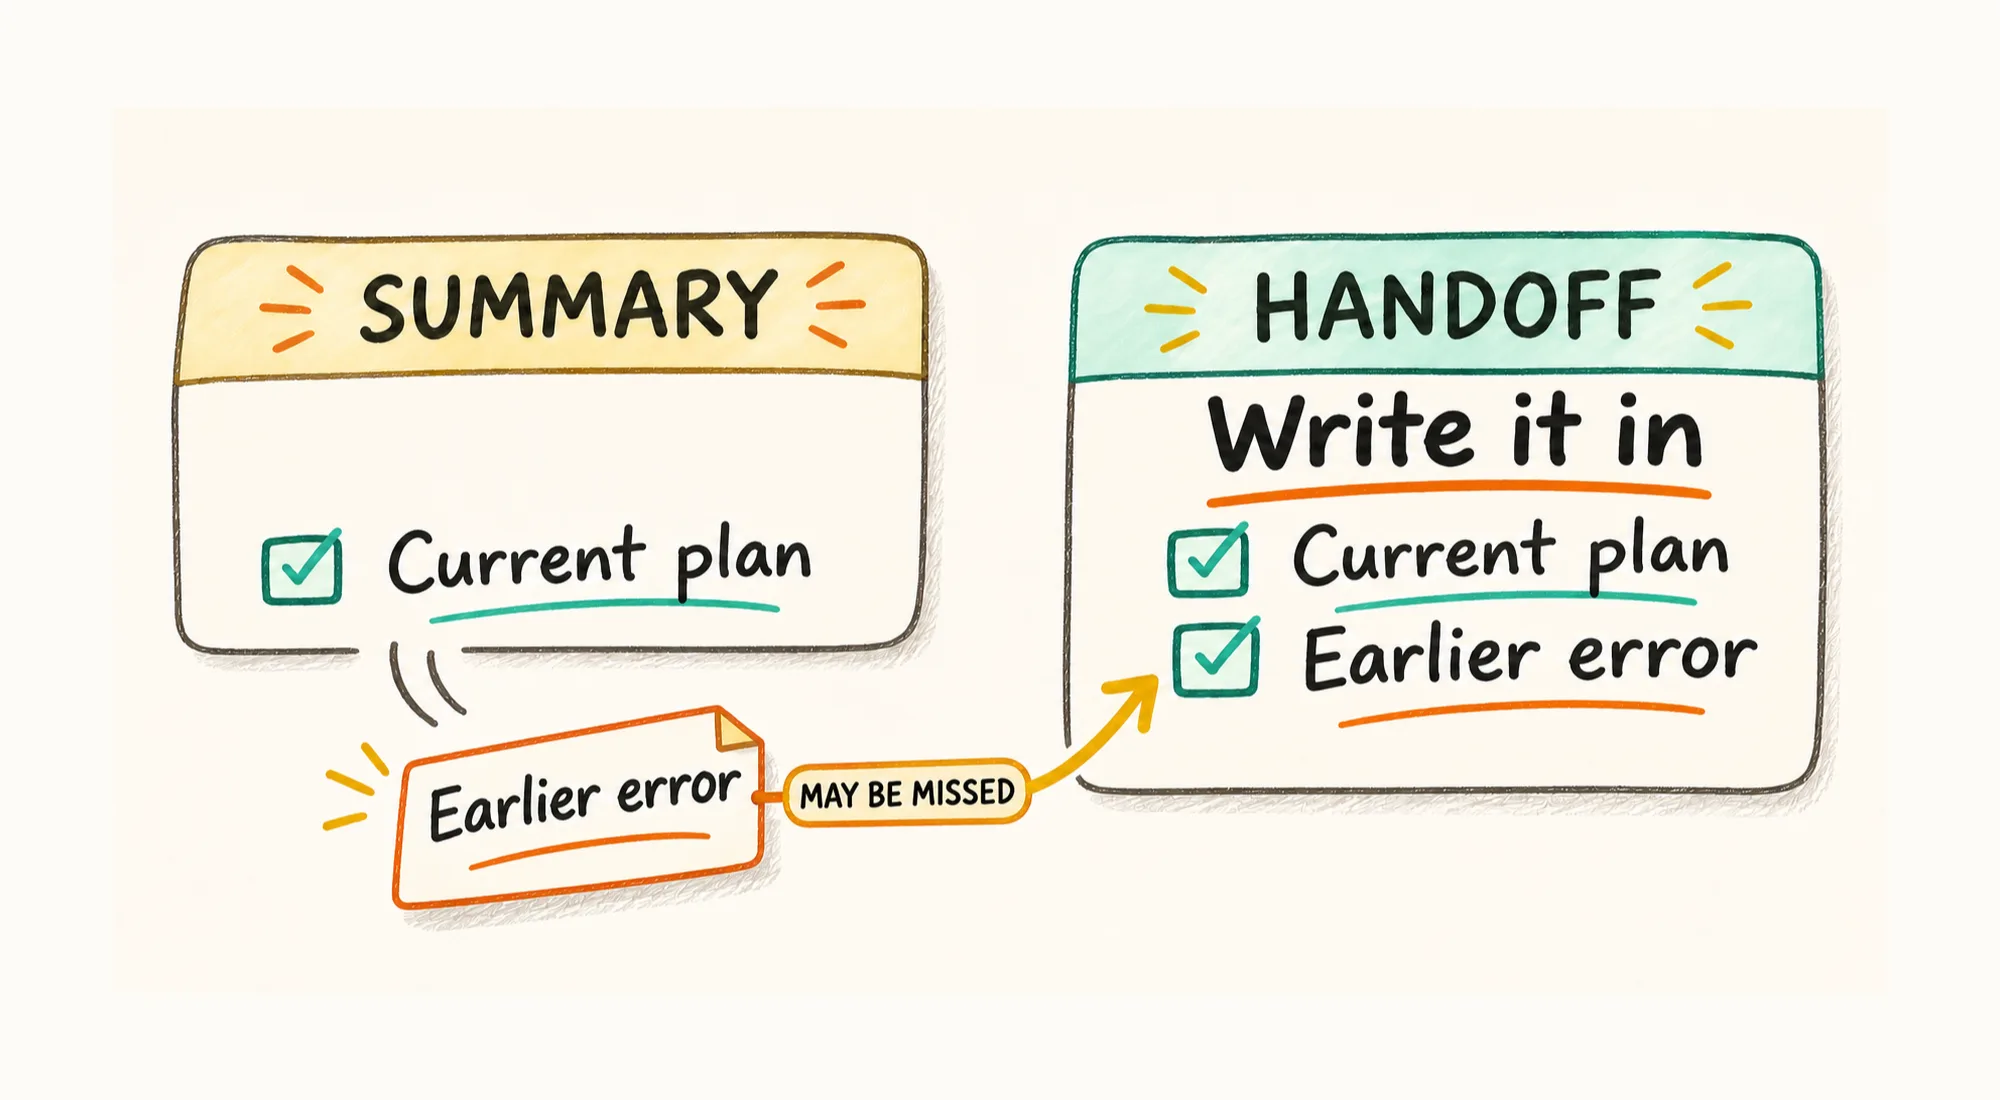 SUMMARY
Current plan
Earlier error
MAY BE MISSED
HANDOFF
Write it in
Current plan
Earlier error